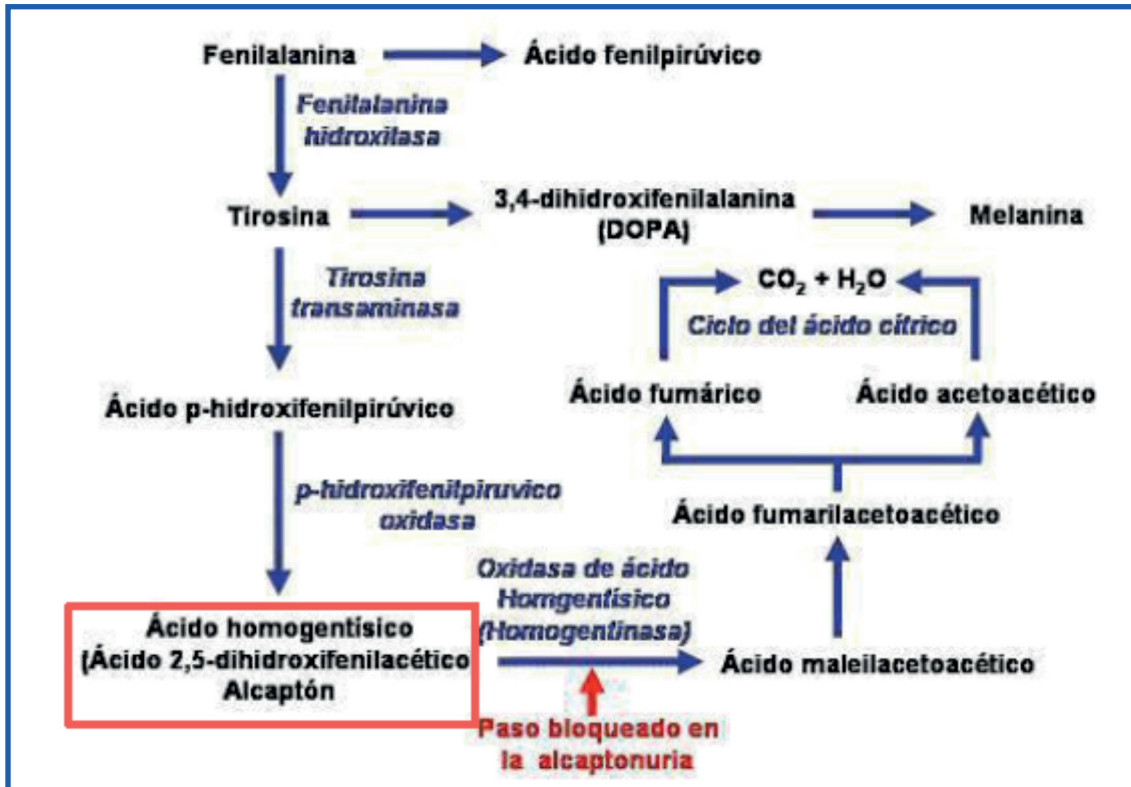 Fenilalanina
Ácido fenilpirúvico
Fenilalanina
hidroxilasa
Tirosina
3,4-dihidroxifenilalanina
(DOPA)
Melanina
Tirosina
transaminasa
CO₂ + H₂O
Ciclo del ácido cítrico
Ácido p-hidroxifenilpirúvico
Ácido fumárico
Ácido acetoacético
p-hidroxifenilpiruvico
oxidasa
Ácido fumarilacetoacético
Oxidasa de ácido
Homgentísico
(Homogentinasa)
Ácido homogentísico
(Ácido 2,5-dihidroxifenilacético
Alcaptón
Ácido maleilacetoacético
Paso bloqueado en
la alcaptonuria